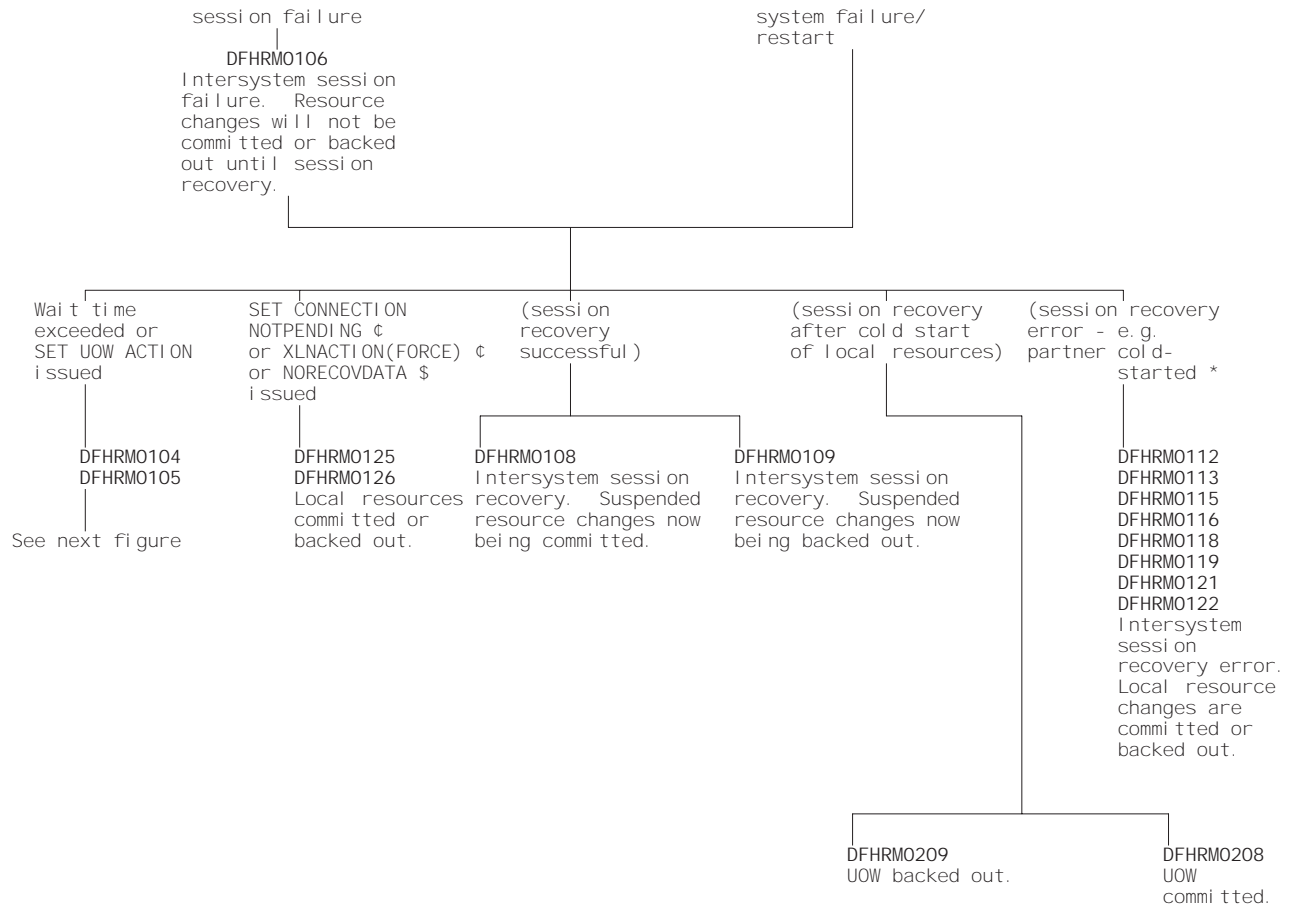 session failure
system failure/
restart
DFHRM0106
Intersystem session
failure. Resource
changes will not be
committed or backed
out until session
recovery.
Wait time
exceeded or
SET UOW ACTION
issued
SET CONNECTION
NOTPENDING ¢
or XLNACTION(FORCE) ¢
or NORECOVDATA $
issued
(session
recovery
successful)
(session recovery
after cold start
of local resources)
(session recovery
error - e.g.
partner cold-
started *
DFHRM0104
DFHRM0105
See next figure
DFHRM0125
DFHRM0126
Local resources
committed or
backed out.
DFHRM0108
Intersystem session
recovery. Suspended
resource changes now
being committed.
DFHRM0109
Intersystem session
recovery. Suspended
resource changes now
being backed out.
DFHRM0112
DFHRM0113
DFHRM0115
DFHRM0116
DFHRM0118
DFHRM0119
DFHRM0121
DFHRM0122
Intersystem
session
recovery error.
Local resource
changes are
committed or
backed out.
DFHRM0209
UOW backed out.
DFHRM0208
UOW
committed.